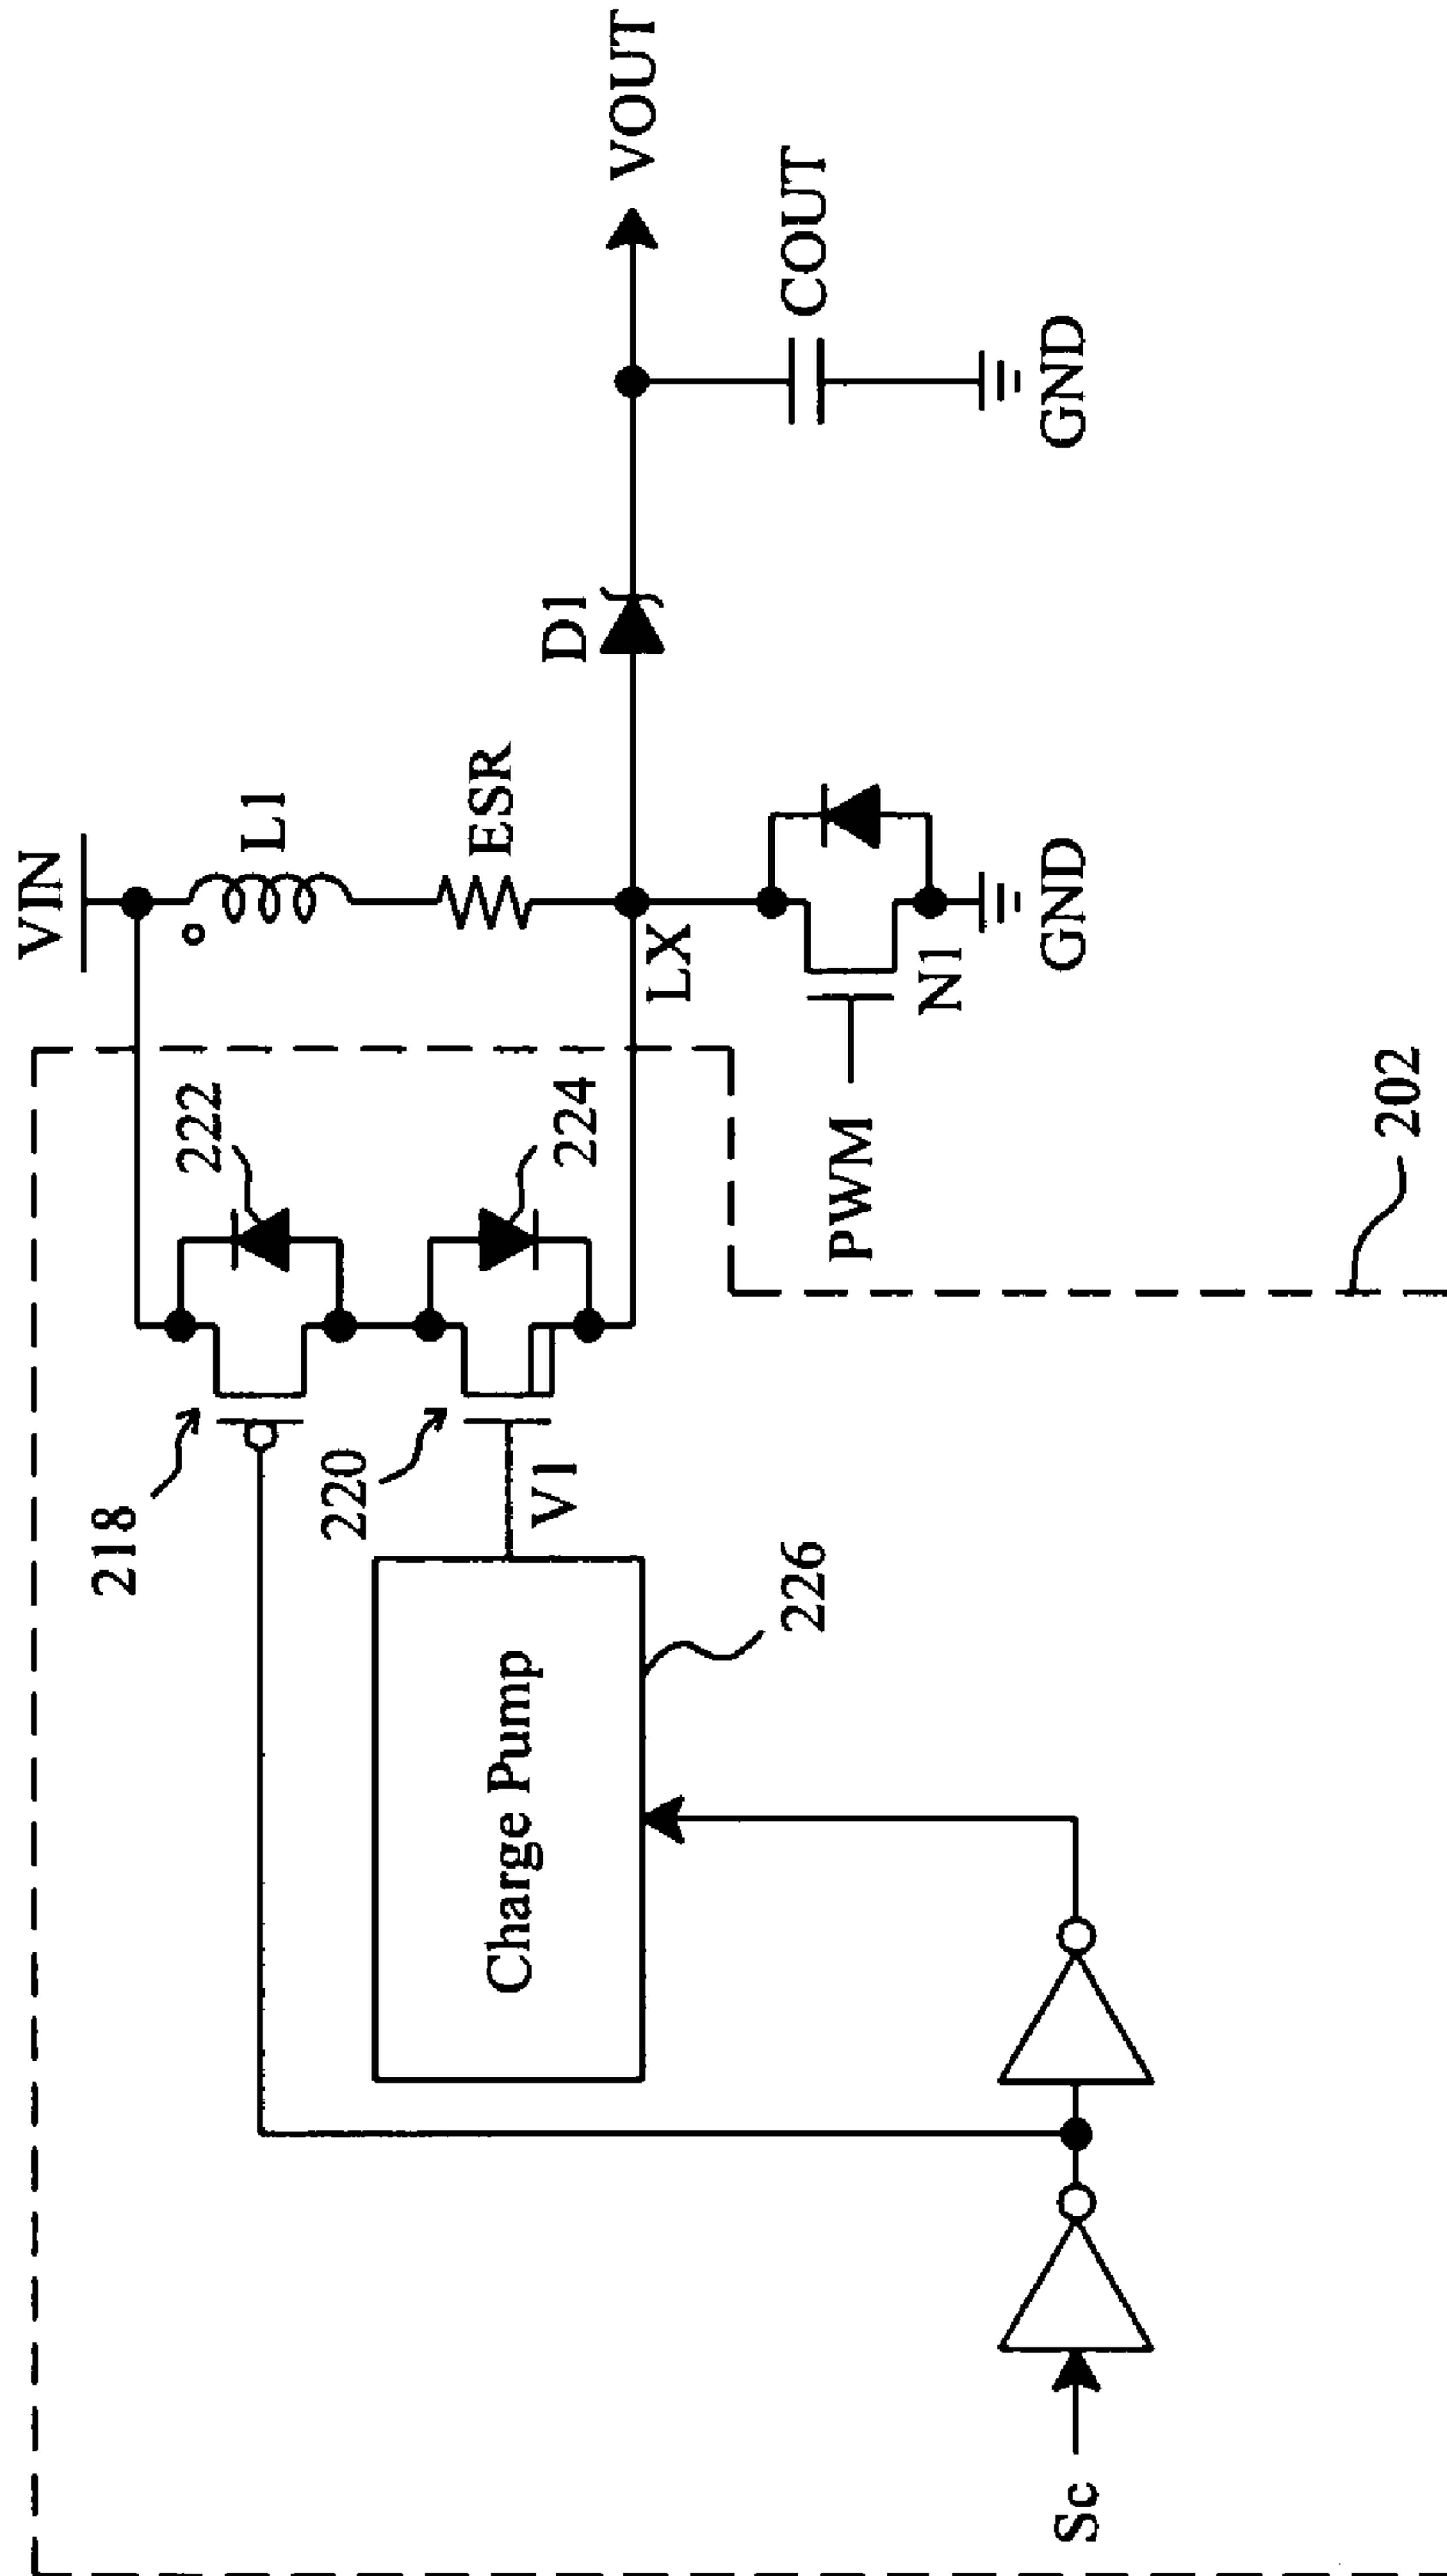 VIN
L1
ESR
LX
D1
VOUT
COUT
GND
N1
GND
PWM
222
224
218
220
V1
Charge Pump
226
Sc
202